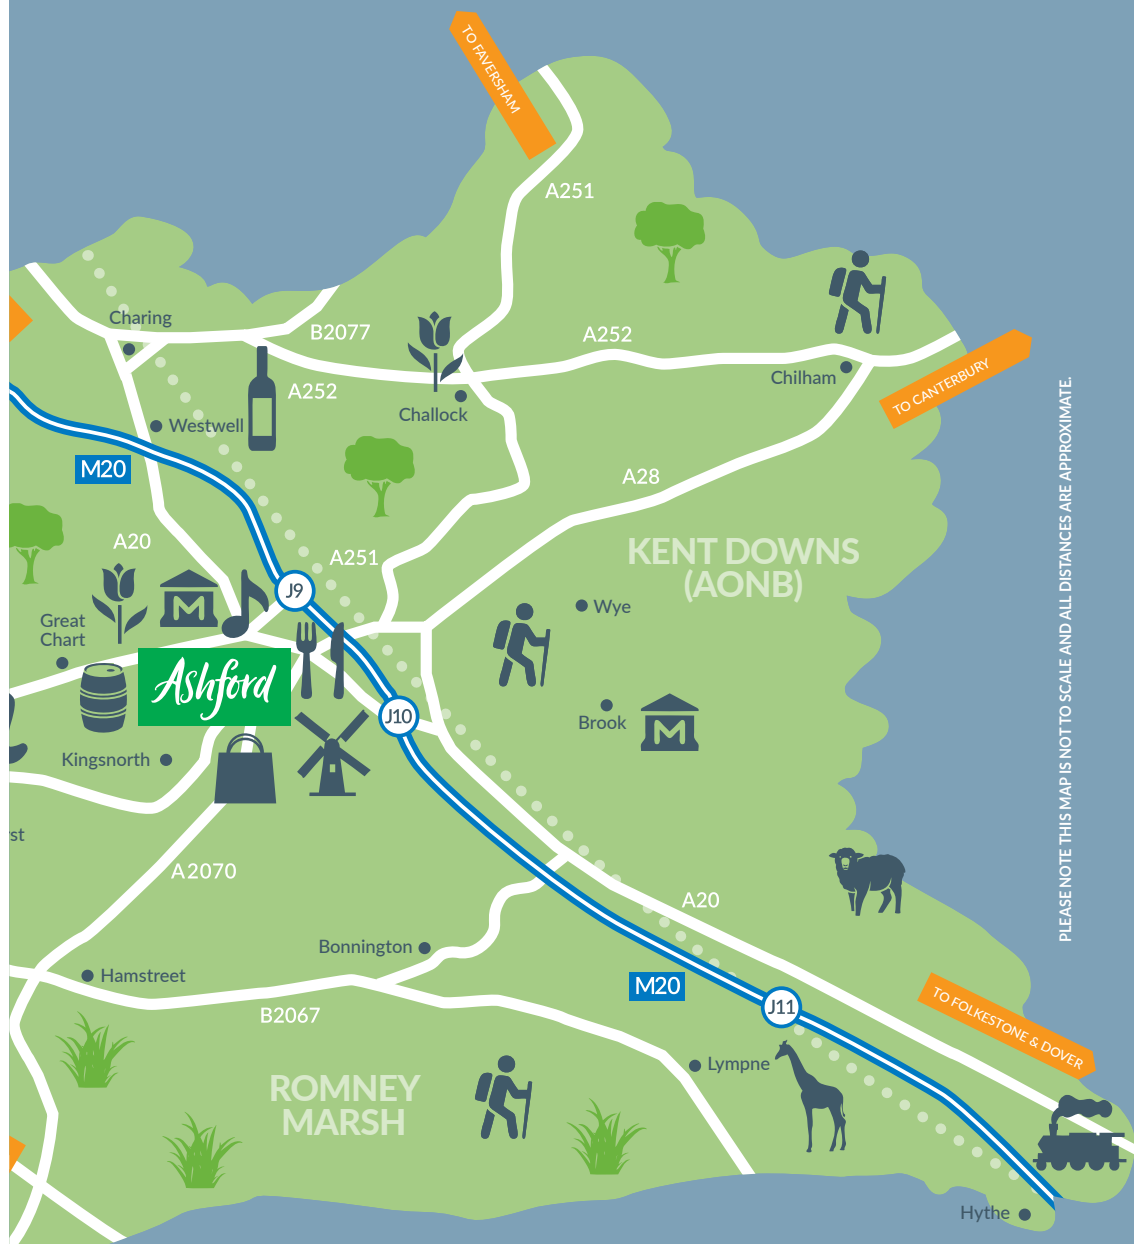 TO FAVERSHAM
A251
Charing
B2077
A252
A252
Chilham
TO CANTERBURY
Challock
Westwell
M20
A28
A20
A251
KENT DOWNS
(AONB)
J9
Wye
Great
Chart
M
Ashford
J10
Brook
M
Kingsnorth
st
A2070
A20
Bonnington
Hamstreet
M20
B2067
J11
TO FOLKESTONE & DOVER
Lympne
ROMNEY
MARSH
Hythe
PLEASE NOTE THIS MAP IS NOT TO SCALE AND ALL DISTANCES ARE APPROXIMATE.